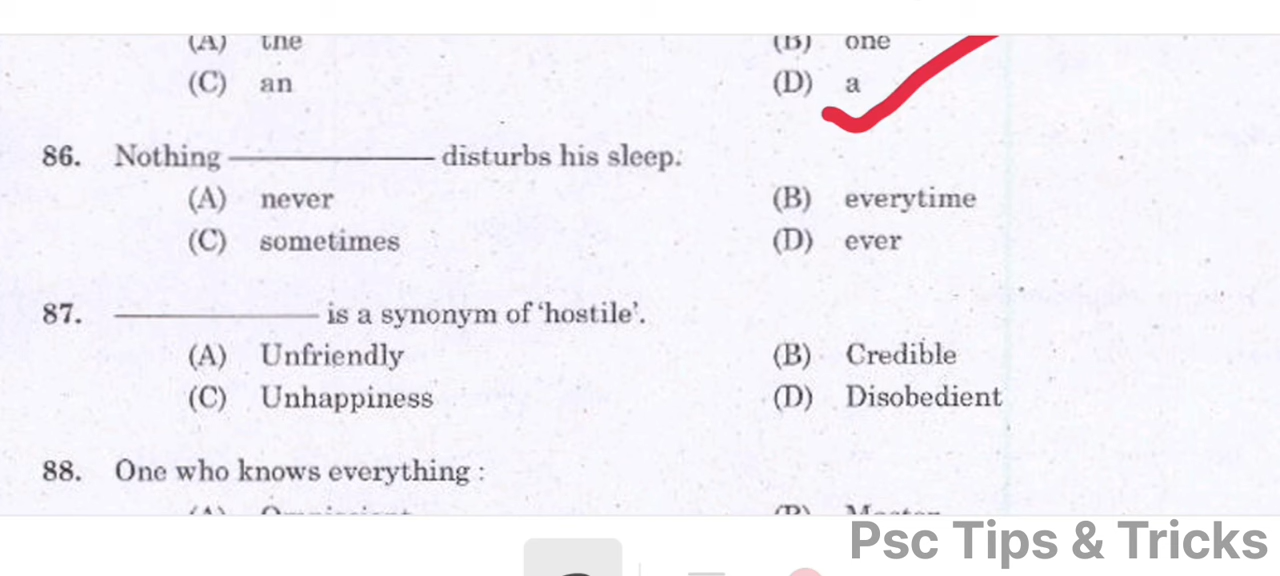 (A) the (B) one
(C) an (D) a
86. Nothing ——— disturbs his sleep.
(A) never (B) everytime
(C) sometimes (D) ever
87. ——— is a synonym of ‘hostile’.
(A) Unfriendly (B) Credible
(C) Unhappiness (D) Disobedient
88. One who knows everything :
Psc Tips & Tricks